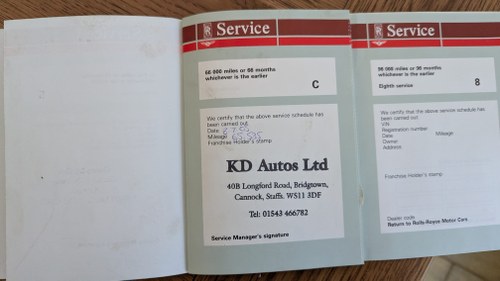 Service
60 000 miles or 60 months
whichever is the earlier
C
We certify that the above service schedule has
been carried out.
Date
Mileage
Franchise Holder's stamp
KD Autos Ltd
40B Longford Road, Bridgtown,
Cannock, Staffs. WS11 3DF
Tel: 01543 466782
Service Manager's signature
Service
96 000 miles or 96 months
whichever is the earlier
Eighth service
8
We certify that the above service schedule has
been carried out.
VIN
Registration number
Date Mileage
Owner
Address
Franchise Holder's stamp
Dealer code
Return to Rolls-Royce Motor Cars